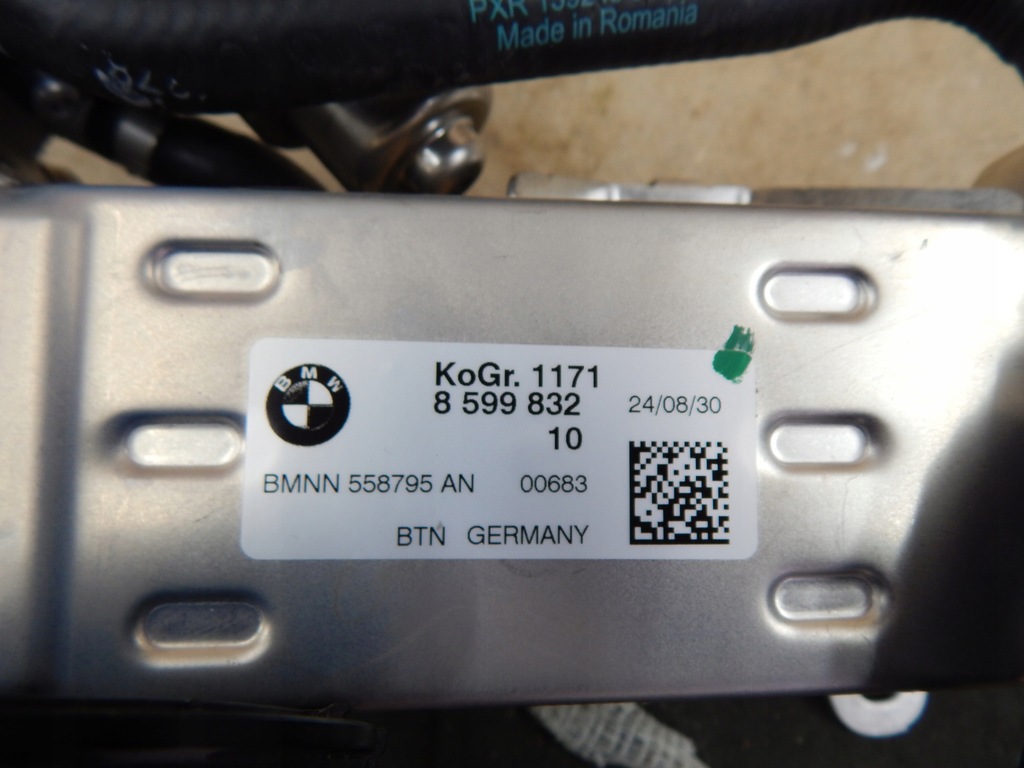 PXR
Made in Romania
BMW
KoGr. 1171
8 599 832 24/08/30
10
BMNN 558795 AN 00683
BTN GERMANY